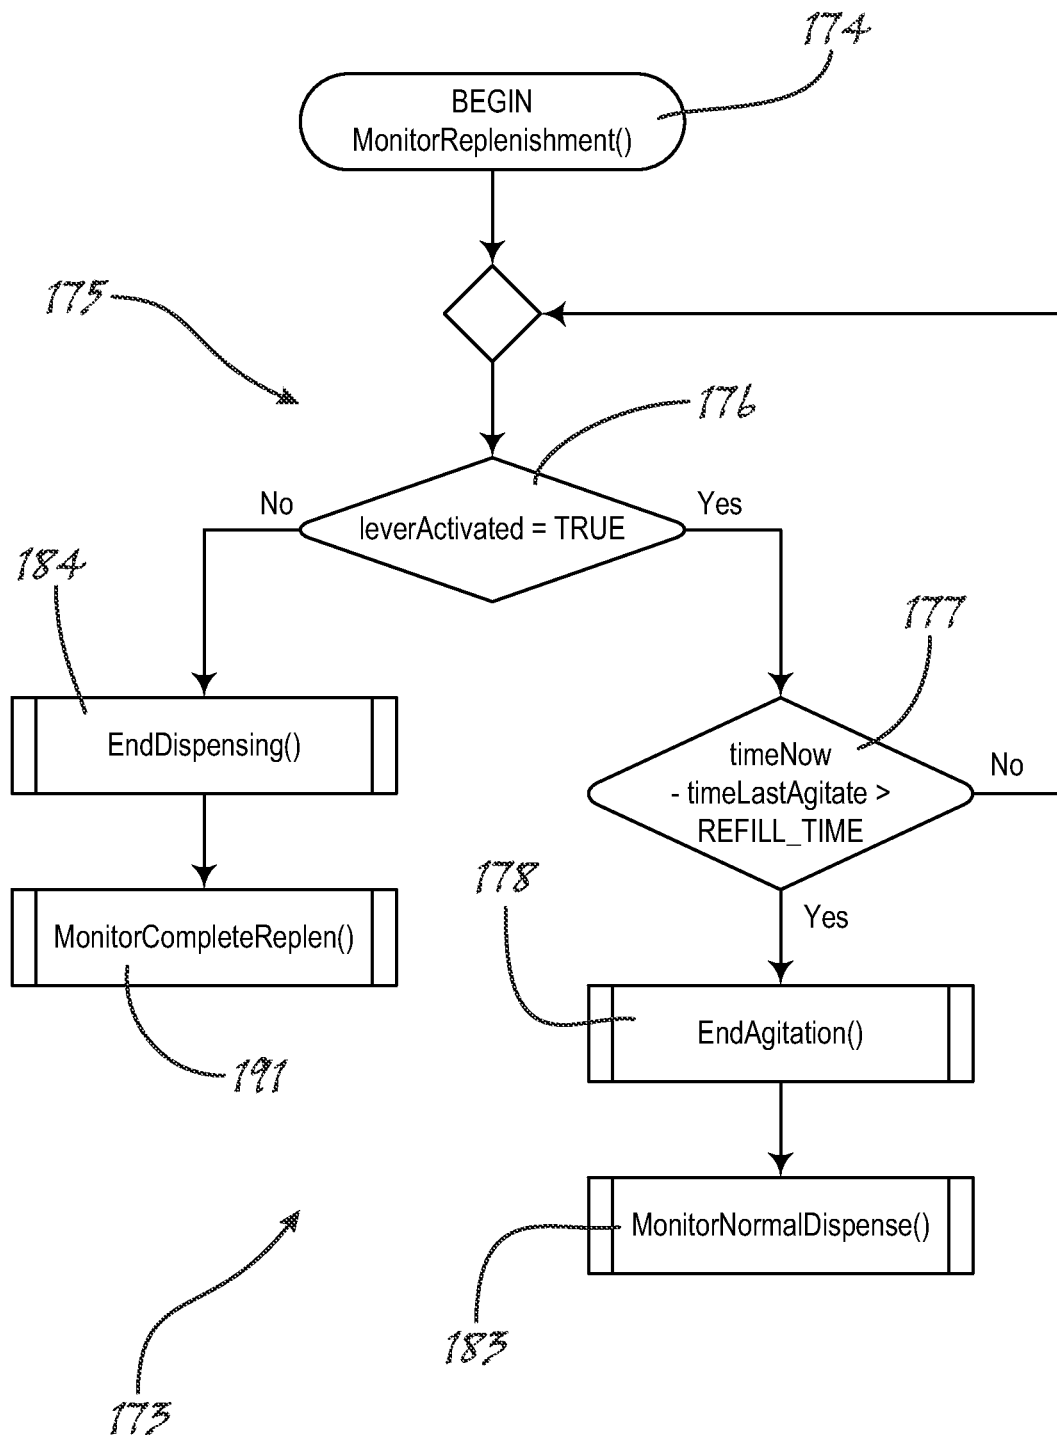 174
BEGIN
MonitorReplenishment()
175
176
No
Yes
leverActivated = TRUE
184
177
EndDispensing()
timeNow
- timeLastAgitate >
REFILL_TIME
No
178
Yes
MonitorCompleteReplen()
EndAgitation()
191
MonitorNormalDispense()
183
173